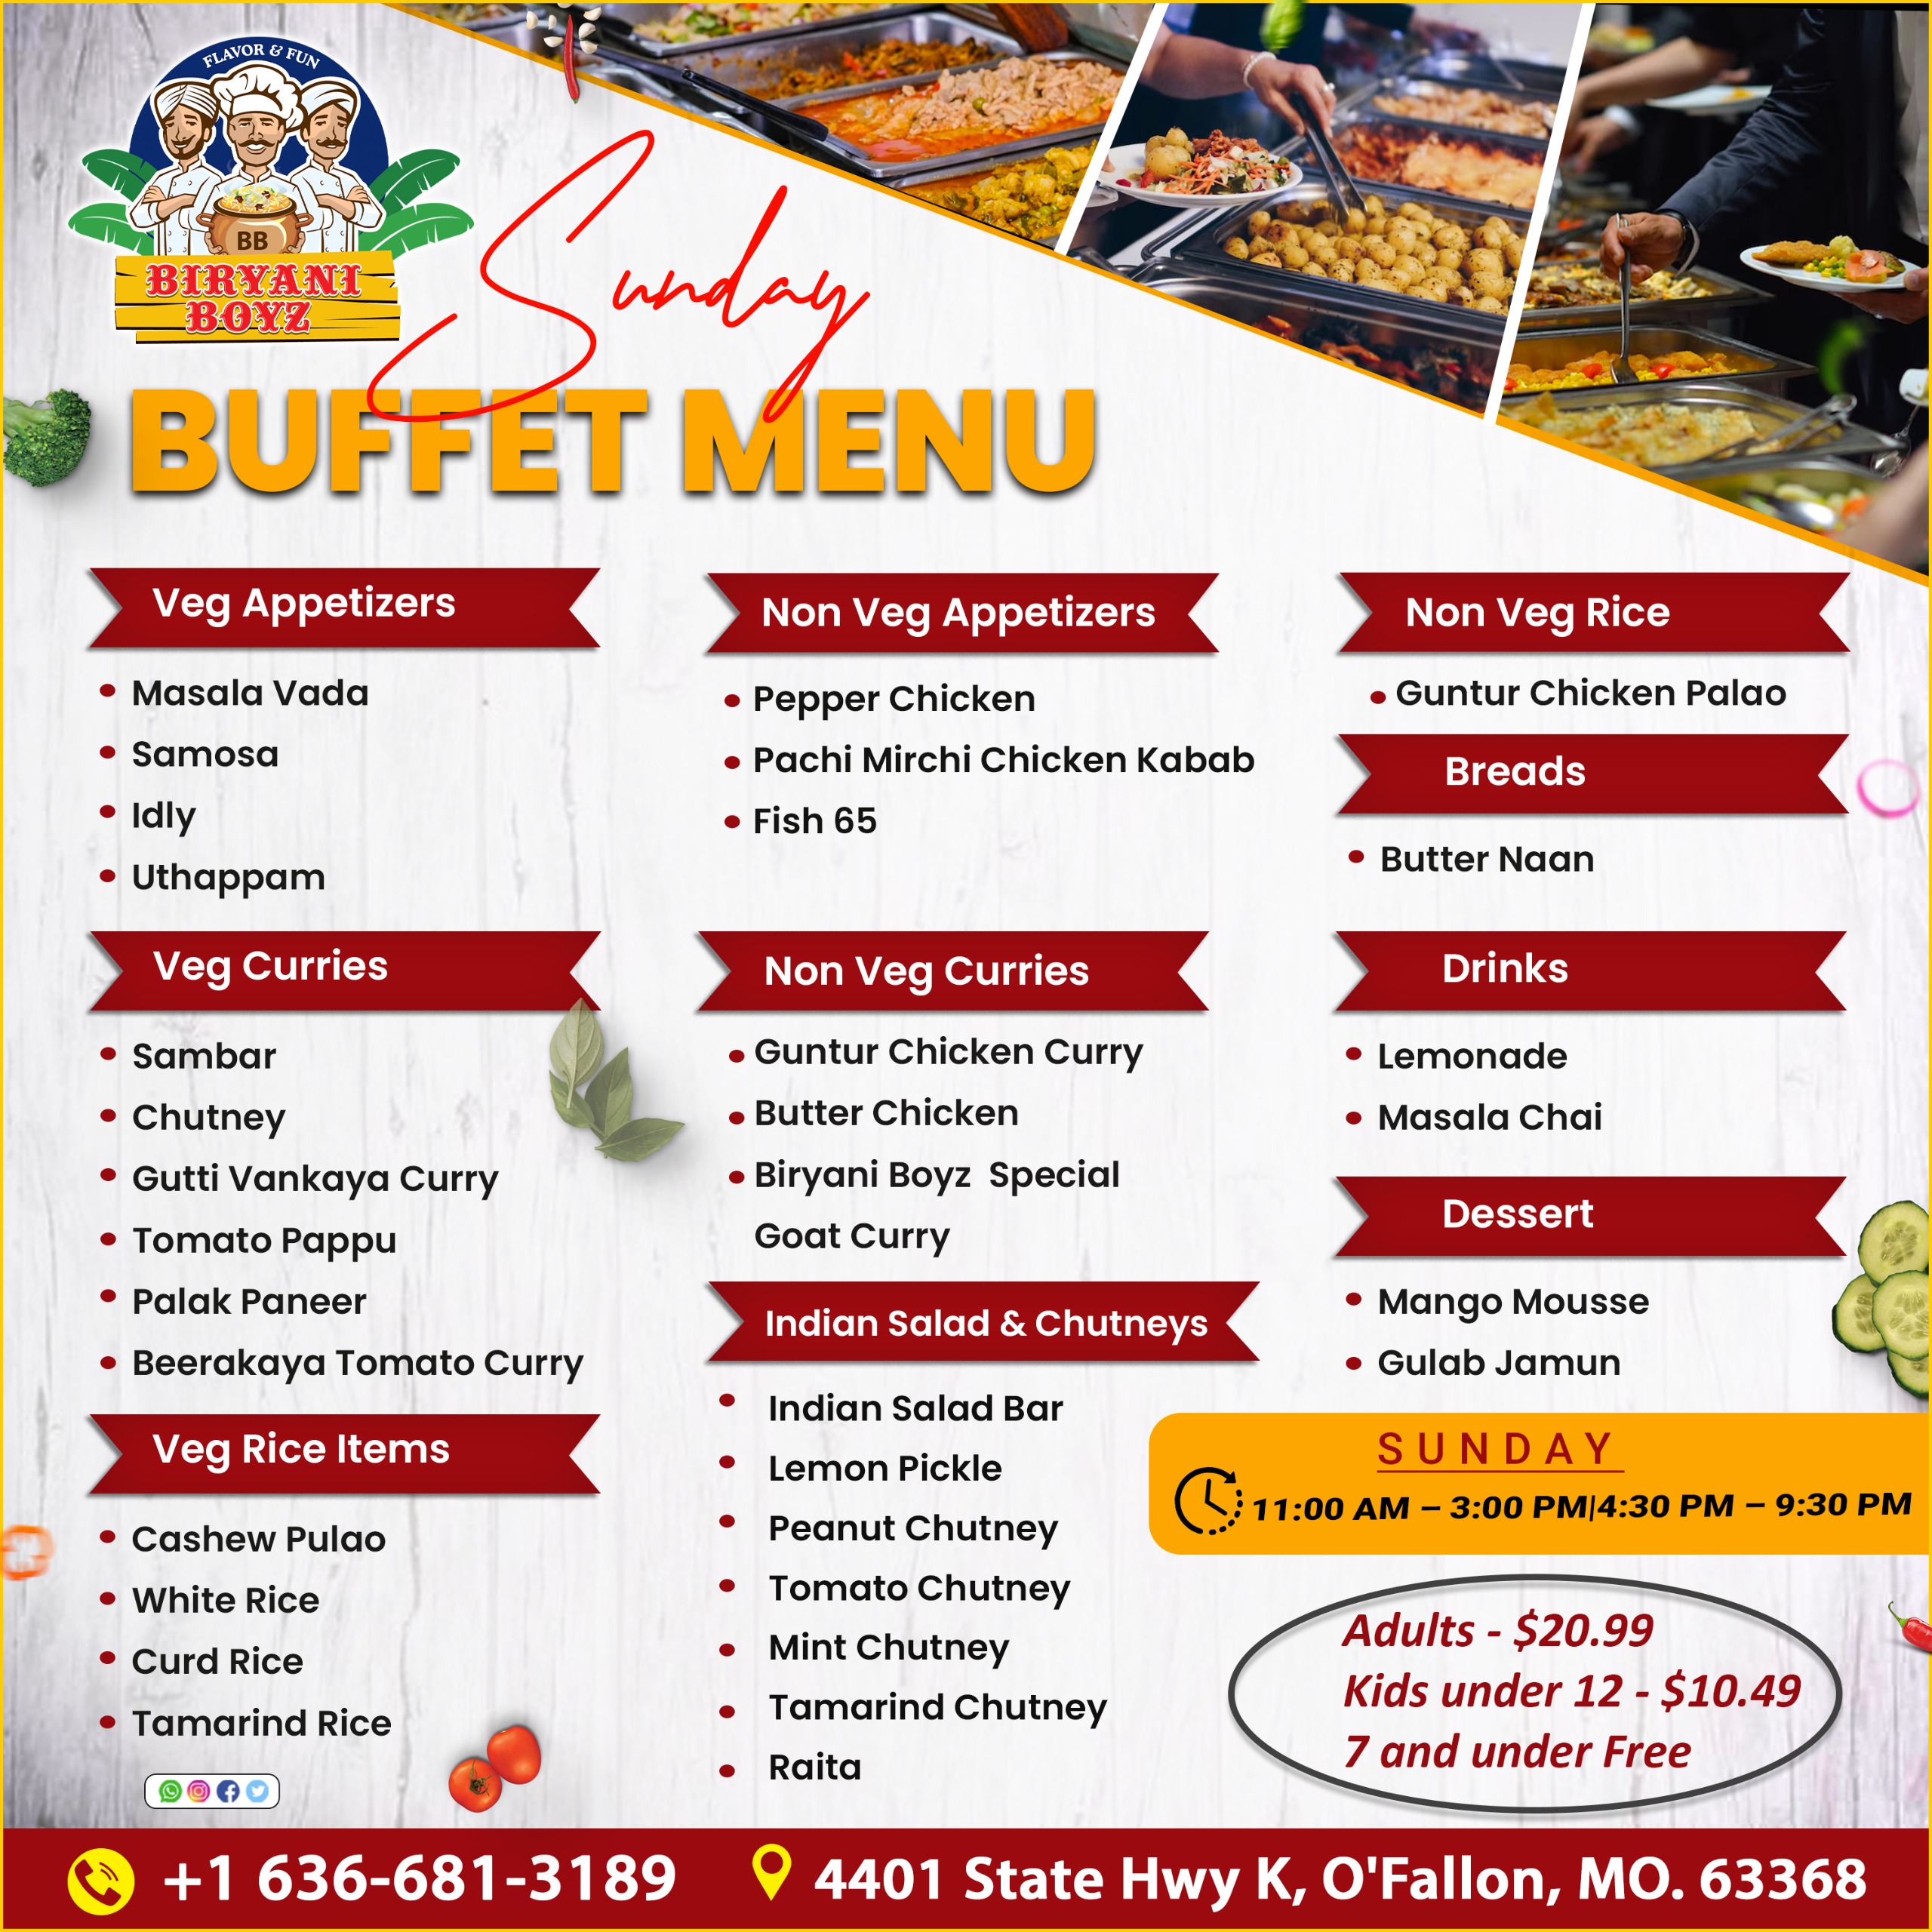 FLAVOR & FUN
BB
BIRYANI
BOYZ
Sunday
BUFFET MENU
Veg Appetizers
Masala Vada
Samosa
Idly
Uthappam
Veg Curries
Sambar
Chutney
Gutti Vankaya Curry
Tomato Pappu
Palak Paneer
Beerakaya Tomato Curry
Veg Rice Items
Cashew Pulao
White Rice
Curd Rice
Tamarind Rice
Non Veg Appetizers
Pepper Chicken
Pachi Mirchi Chicken Kabab
Fish 65
Non Veg Curries
Guntur Chicken Curry
Butter Chicken
Biryani Boyz Special
Goat Curry
Indian Salad & Chutneys
Indian Salad Bar
Lemon Pickle
Peanut Chutney
Tomato Chutney
Mint Chutney
Tamarind Chutney
Raita
Non Veg Rice
Guntur Chicken Palao
Breads
Butter Naan
Drinks
Lemonade
Masala Chai
Dessert
Mango Mousse
Gulab Jamun
SUNDAY
11:00 AM – 3:00 PM|4:30 PM – 9:30 PM
Adults - $20.99
Kids under 12 - $10.49
7 and under Free
+1 636-681-3189
4401 State Hwy K, O'Fallon, MO. 63368